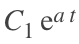 C₁ e^{a t}